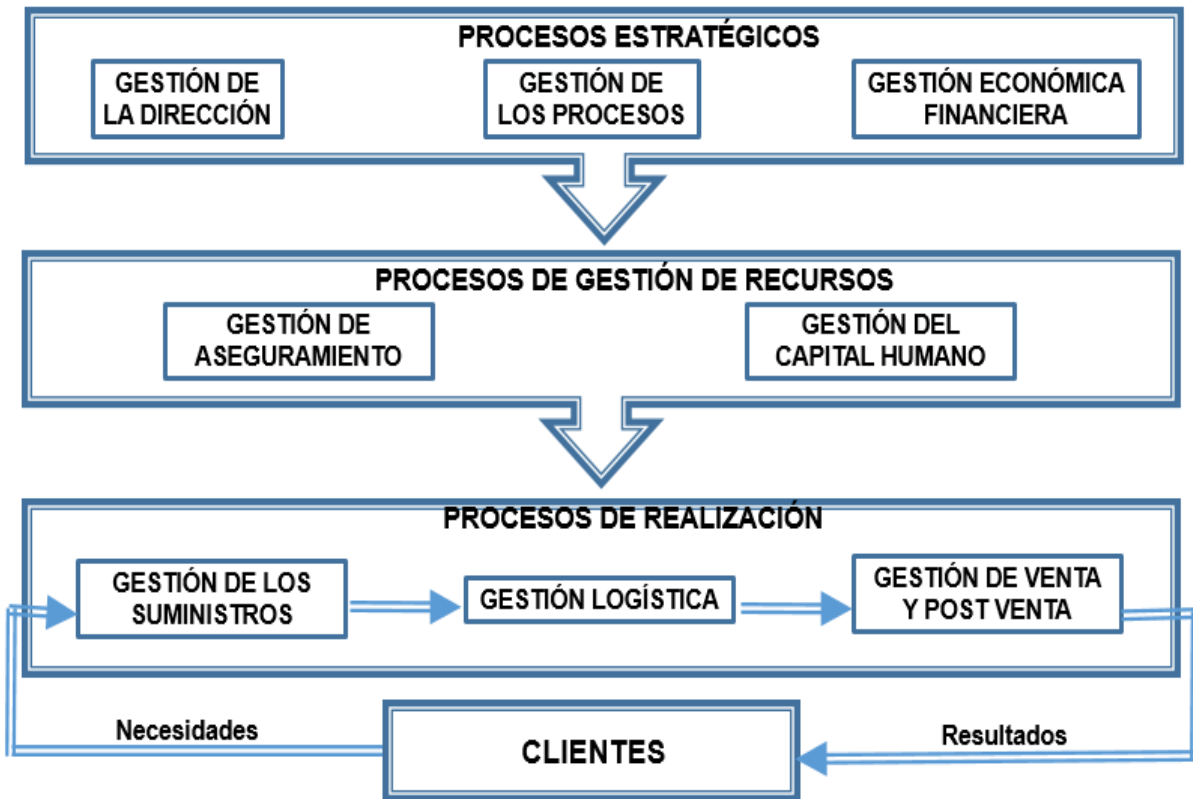 PROCESOS ESTRATÉGICOS
GESTIÓN DE
LA DIRECCIÓN
GESTIÓN DE
LOS PROCESOS
GESTIÓN ECONÓMICA
FINANCIERA
PROCESOS DE GESTIÓN DE RECURSOS
GESTIÓN DE
ASEGURAMIENTO
GESTIÓN DEL
CAPITAL HUMANO
PROCESOS DE REALIZACIÓN
GESTIÓN DE LOS
SUMINISTROS
GESTIÓN LOGÍSTICA
GESTIÓN DE VENTA
Y POST VENTA
Necesidades
CLIENTES
Resultados